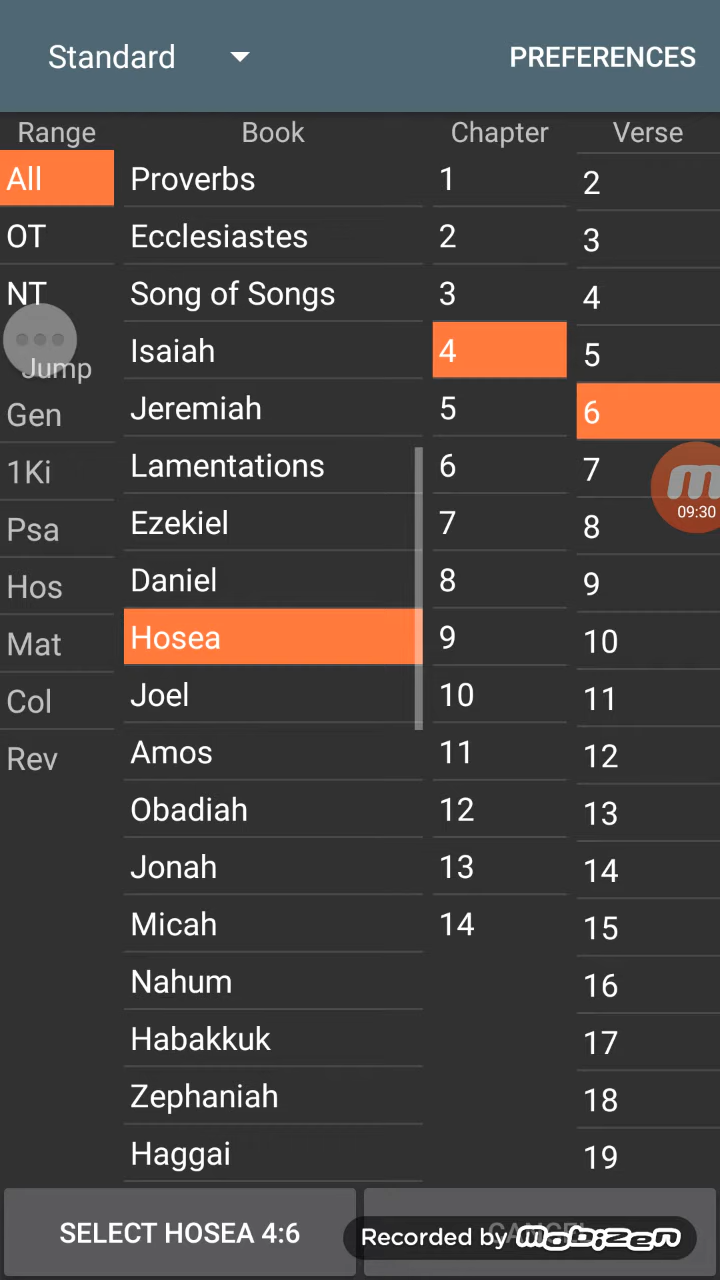 Standard
PREFERENCES
Range Book Chapter Verse
All Proverbs 1 2
OT Ecclesiastes 2 3
NT Song of Songs 3 4
Jump Isaiah 4 5
Gen Jeremiah 5 6
1Ki Lamentations 6 7
Psa Ezekiel 7 8
Hos Daniel 8 9
Mat Hosea 9 10
Col Joel 10 11
Rev Amos 11 12
Obadiah 12 13
Jonah 13 14
Micah 14 15
Nahum 16
Habakkuk 17
Zephaniah 18
Haggai 19
m
09:30
SELECT HOSEA 4:6
CANCEL
Recorded by mobizen